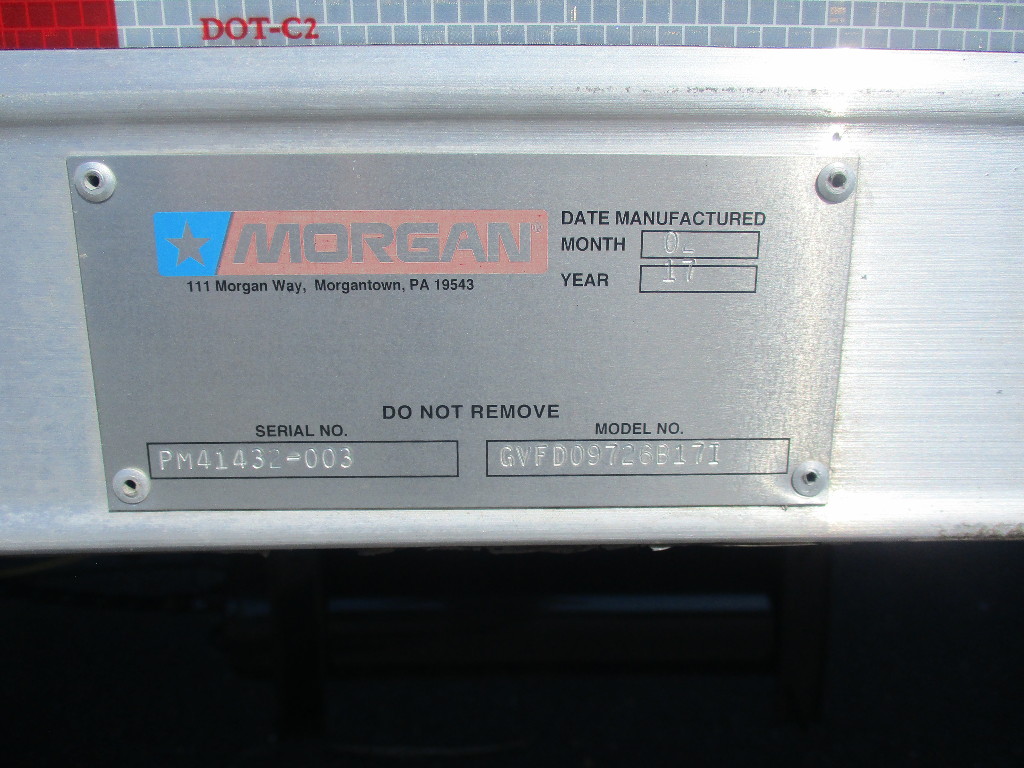 DOT-C2
MORGAN®
111 Morgan Way, Morgantown, PA 19543
DATE MANUFACTURED
MONTH
YEAR 17
DO NOT REMOVE
SERIAL NO.
PM41432-003
MODEL NO.
GVFD09726B17I